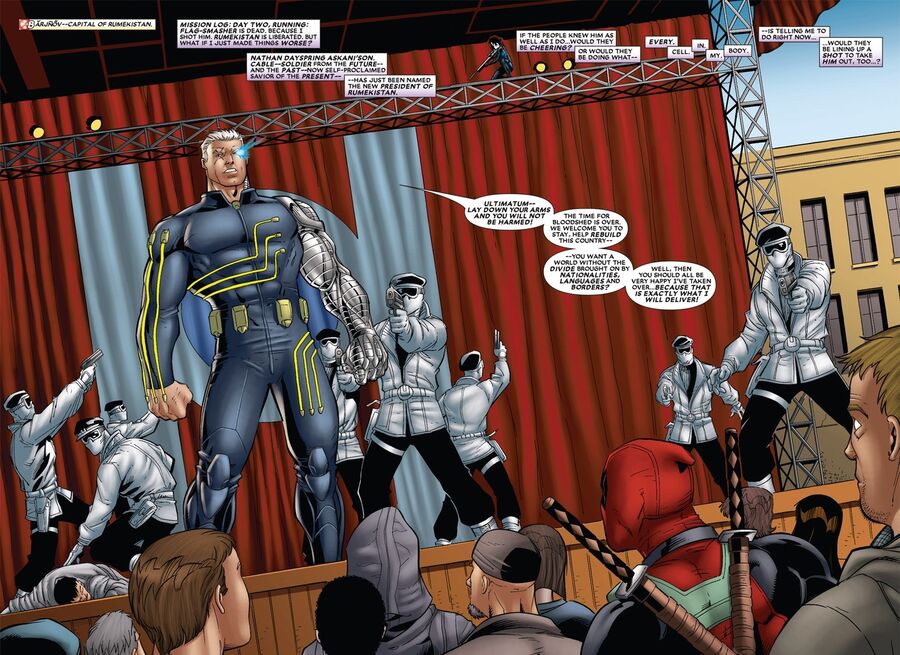 BÄRJÑÓV--CAPITAL OF RUMEKISTAN.
MISSION LOG: DAY TWO, RUNNING:
FLAG-SMASHER IS DEAD. BECAUSE I
SHOT HIM. RUMEKISTAN IS LIBERATED. BUT
WHAT IF I JUST MADE THINGS WORSE?
NATHAN DAYSPRING ASKANI'SON.
CABLE--SOLDIER FROM THE FUTURE--
AND THE PAST--NOW SELF-PROCLAIMED
SAVIOR OF THE PRESENT--
--HAS JUST BEEN NAMED
THE NEW PRESIDENT OF
RUMEKISTAN.
IF THE PEOPLE KNEW HIM AS
WELL AS I DO...WOULD THEY
BE CHEERING?
OR WOULD THEY
BE DOING WHAT--
EVERY.
CELL.
IN.
MY.
BODY.
--IS TELLING ME TO
DO RIGHT NOW...
...WOULD THEY
BE LINING UP A
SHOT TO TAKE
HIM OUT, TOO...?
ULTIMATUM--
LAY DOWN YOUR ARMS
AND YOU WILL NOT
BE HARMED!
THE TIME FOR
BLOODSHED IS OVER.
WE WELCOME YOU TO
STAY. HELP REBUILD
THIS COUNTRY--
--YOU WANT A
WORLD WITHOUT THE
DIVIDE BROUGHT ON BY
NATIONALITIES,
LANGUAGES AND
BORDERS?
WELL, THEN
YOU SHOULD ALL BE
VERY HAPPY I'VE TAKEN
OVER...BECAUSE THAT
IS EXACTLY WHAT I
WILL DELIVER!